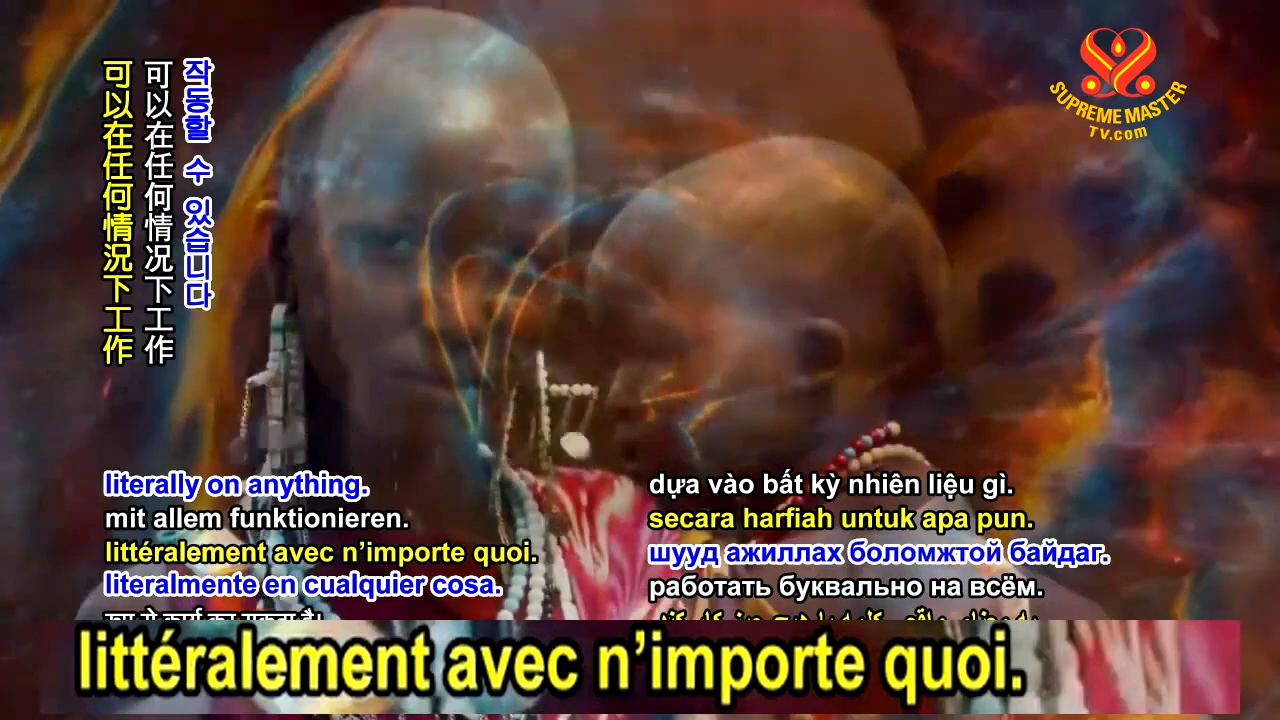 可以在任何情況下工作
可以在任何情况下工作
작동할 수 있습니다
SUPREME MASTER
TV.com
literally on anything.
mit allem funktionieren.
littéralement avec n’importe quoi.
literalmente en cualquier cosa.
dựa vào bất kỳ nhiên liệu gì.
secara harfiah untuk apa pun.
шууд ажиллах боломжтой байдаг.
работать буквально на всём.
littéralement avec n’importe quoi.